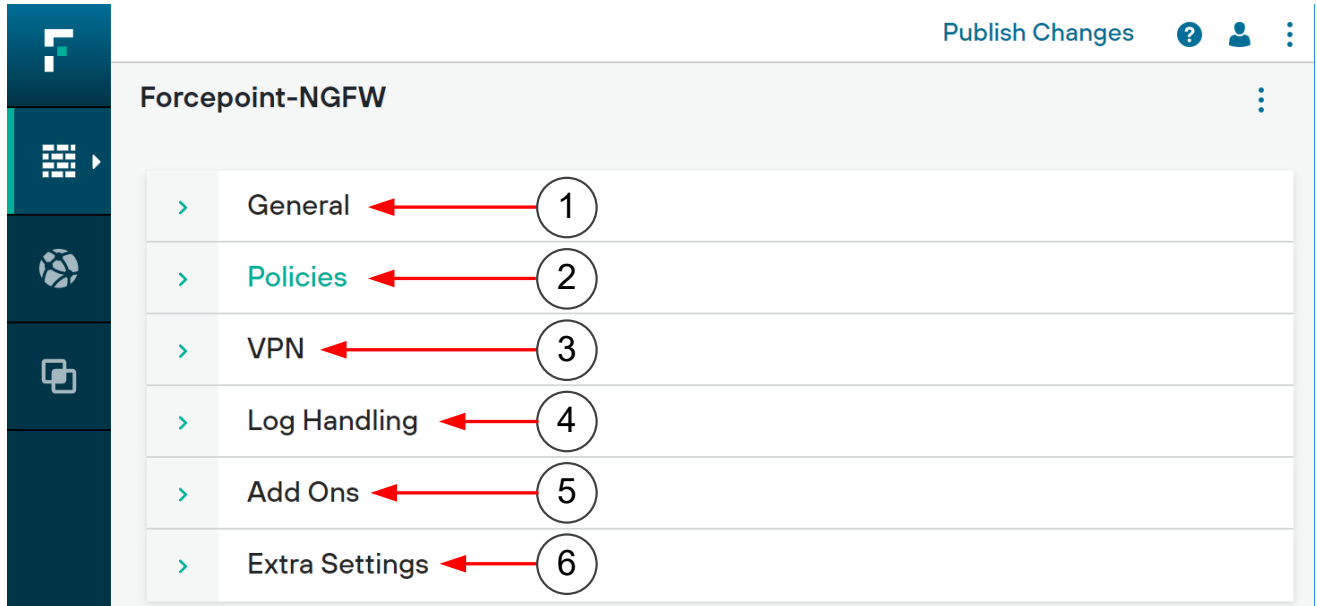 Publish Changes
Forcepoint-NGFW
General 1
Policies 2
VPN 3
Log Handling 4
Add Ons 5
Extra Settings 6